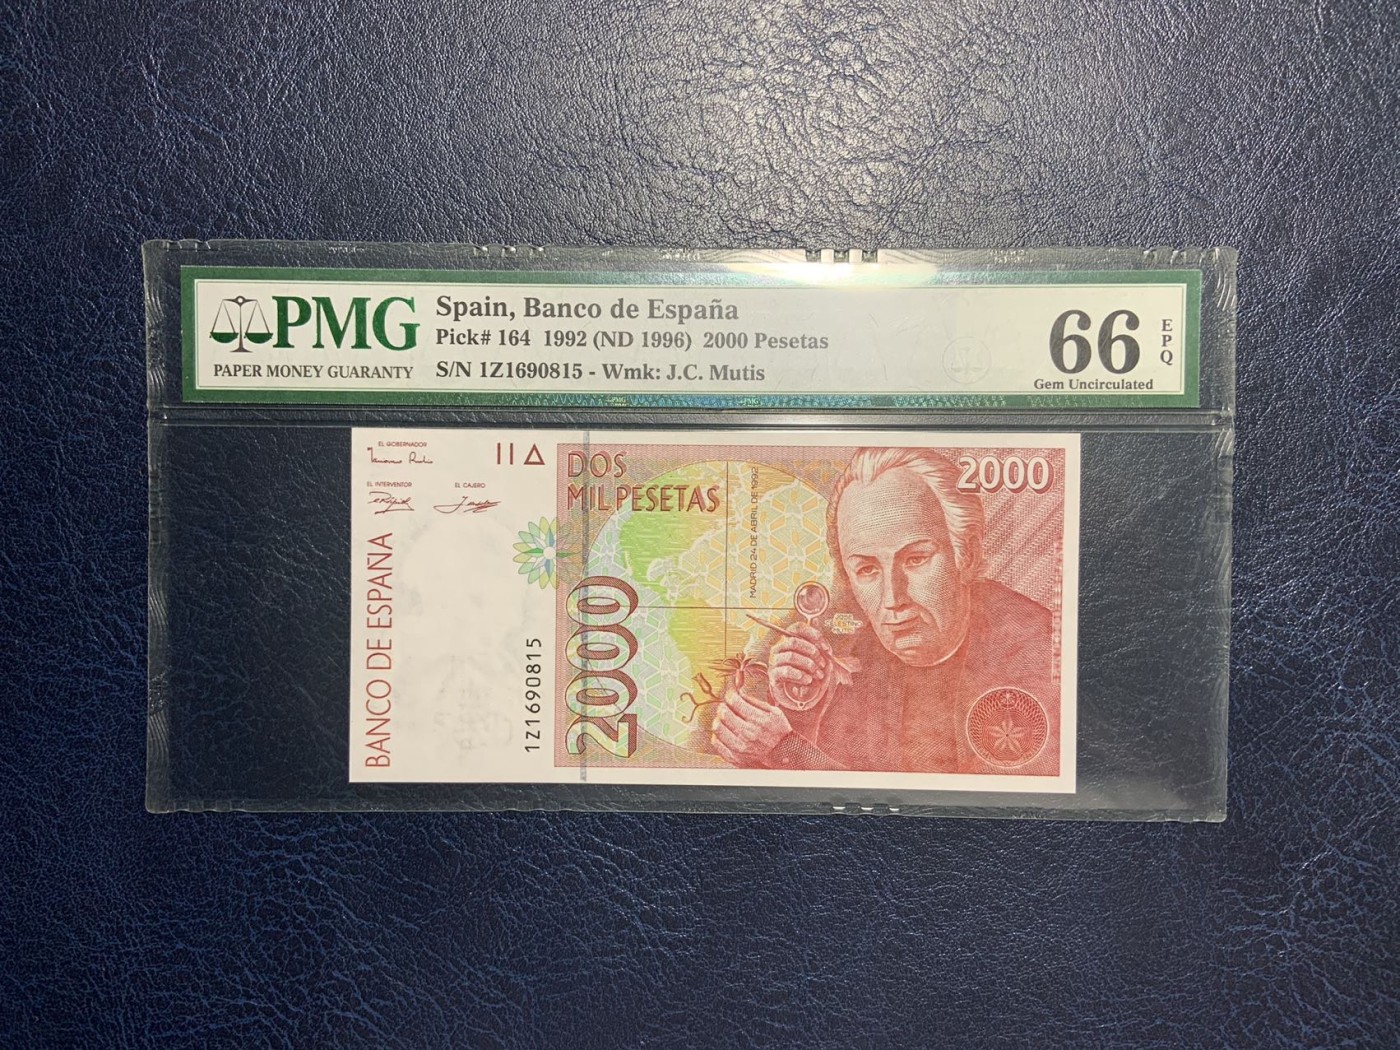 PMG
PAPER MONEY GUARANTY
Spain, Banco de España
Pick# 164 1992 (ND 1996) 2000 Pesetas
S/N 1Z1690815 - Wmk: J.C. Mutis
66
EPQ
Gem Uncirculated
PMG
PMG
EL GOBERNADOR
EL INTERVENTOR
EL CAJERO
BANCO DE ESPAÑA
1Z1690815
DOS
MIL PESETAS
2000
MADRID 24 DE ABRIL DE 1992
2000